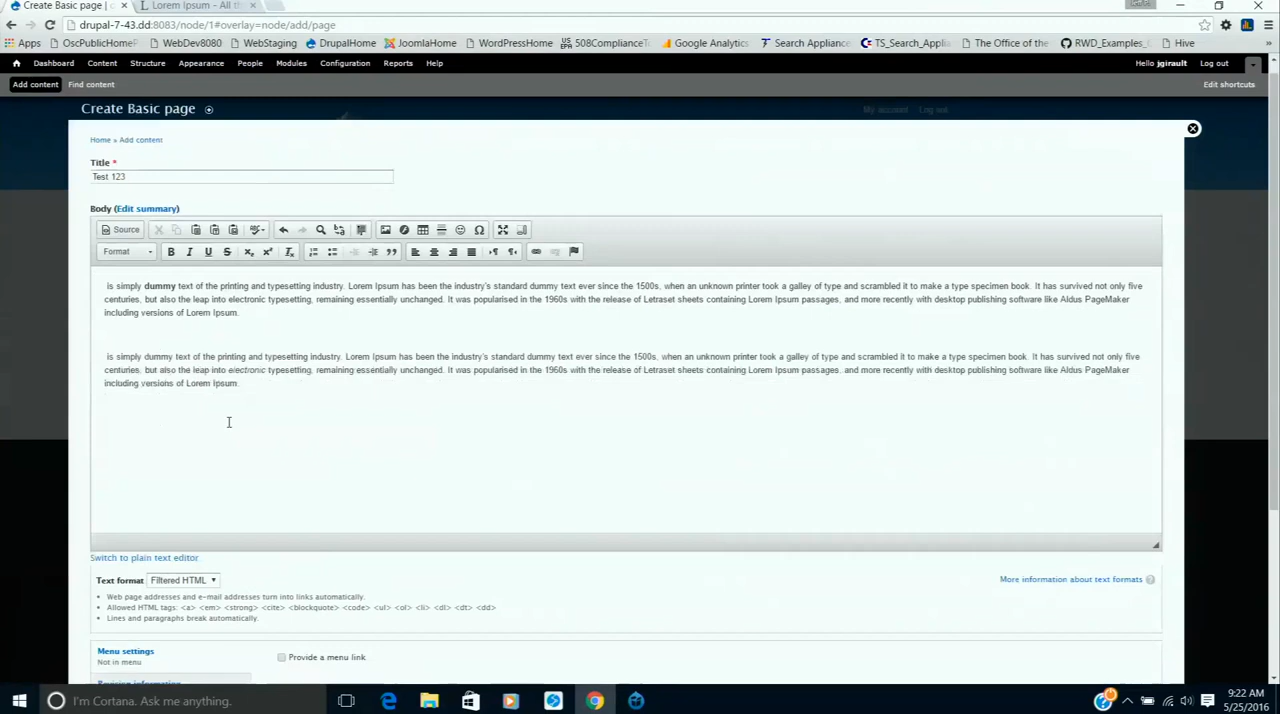 Basic page | c
Lorem Ipsum - All th
drupal-7-43.dd:8083/node/1#overlay=node/add/page
Apps OscPublicHomeP WebDev8080 WebStaging DrupalHome JoomlaHome WordPressHome 508ComplianceTo Google Analytics Search Appliance TS_Search_Appli The Office of the RWD_Examples_C Hive »
Dashboard Content Structure Appearance People Modules Configuration Reports Help Hello jgirault Log out
Add content Find content Edit shortcuts
Create Basic page My account Log out
Home » Add content
Title *
Test 123
Body (Edit summary)
Source
Format
is simply dummy text of the printing and typesetting industry. Lorem Ipsum has been the industry's standard dummy text ever since the 1500s, when an unknown printer took a galley of type and scrambled it to make a type specimen book. It has survived not only five
centuries, but also the leap into electronic typesetting, remaining essentially unchanged. It was popularised in the 1960s with the release of Letraset sheets containing Lorem Ipsum passages, and more recently with desktop publishing software like Aldus PageMaker
including versions of Lorem Ipsum.
is simply dummy text of the printing and typesetting industry. Lorem Ipsum has been the industry's standard dummy text ever since the 1500s, when an unknown printer took a galley of type and scrambled it to make a type specimen book. It has survived not only five
centuries, but also the leap into electronic typesetting, remaining essentially unchanged. It was popularised in the 1960s with the release of Letraset sheets containing Lorem Ipsum passages, and more recently with desktop publishing software like Aldus PageMaker
including versions of Lorem Ipsum.
Switch to plain text editor
Text format Filtered HTML More information about text formats
• Web page addresses and e-mail addresses turn into links automatically.
• Allowed HTML tags: <a> <em> <strong> <cite> <blockquote> <code> <ul> <ol> <li> <dl> <dt> <dd>
• Lines and paragraphs break automatically.
Menu settings
Not in menu
Provide a menu link
Revision information
I'm Cortana. Ask me anything.
9:22 AM
5/25/2016